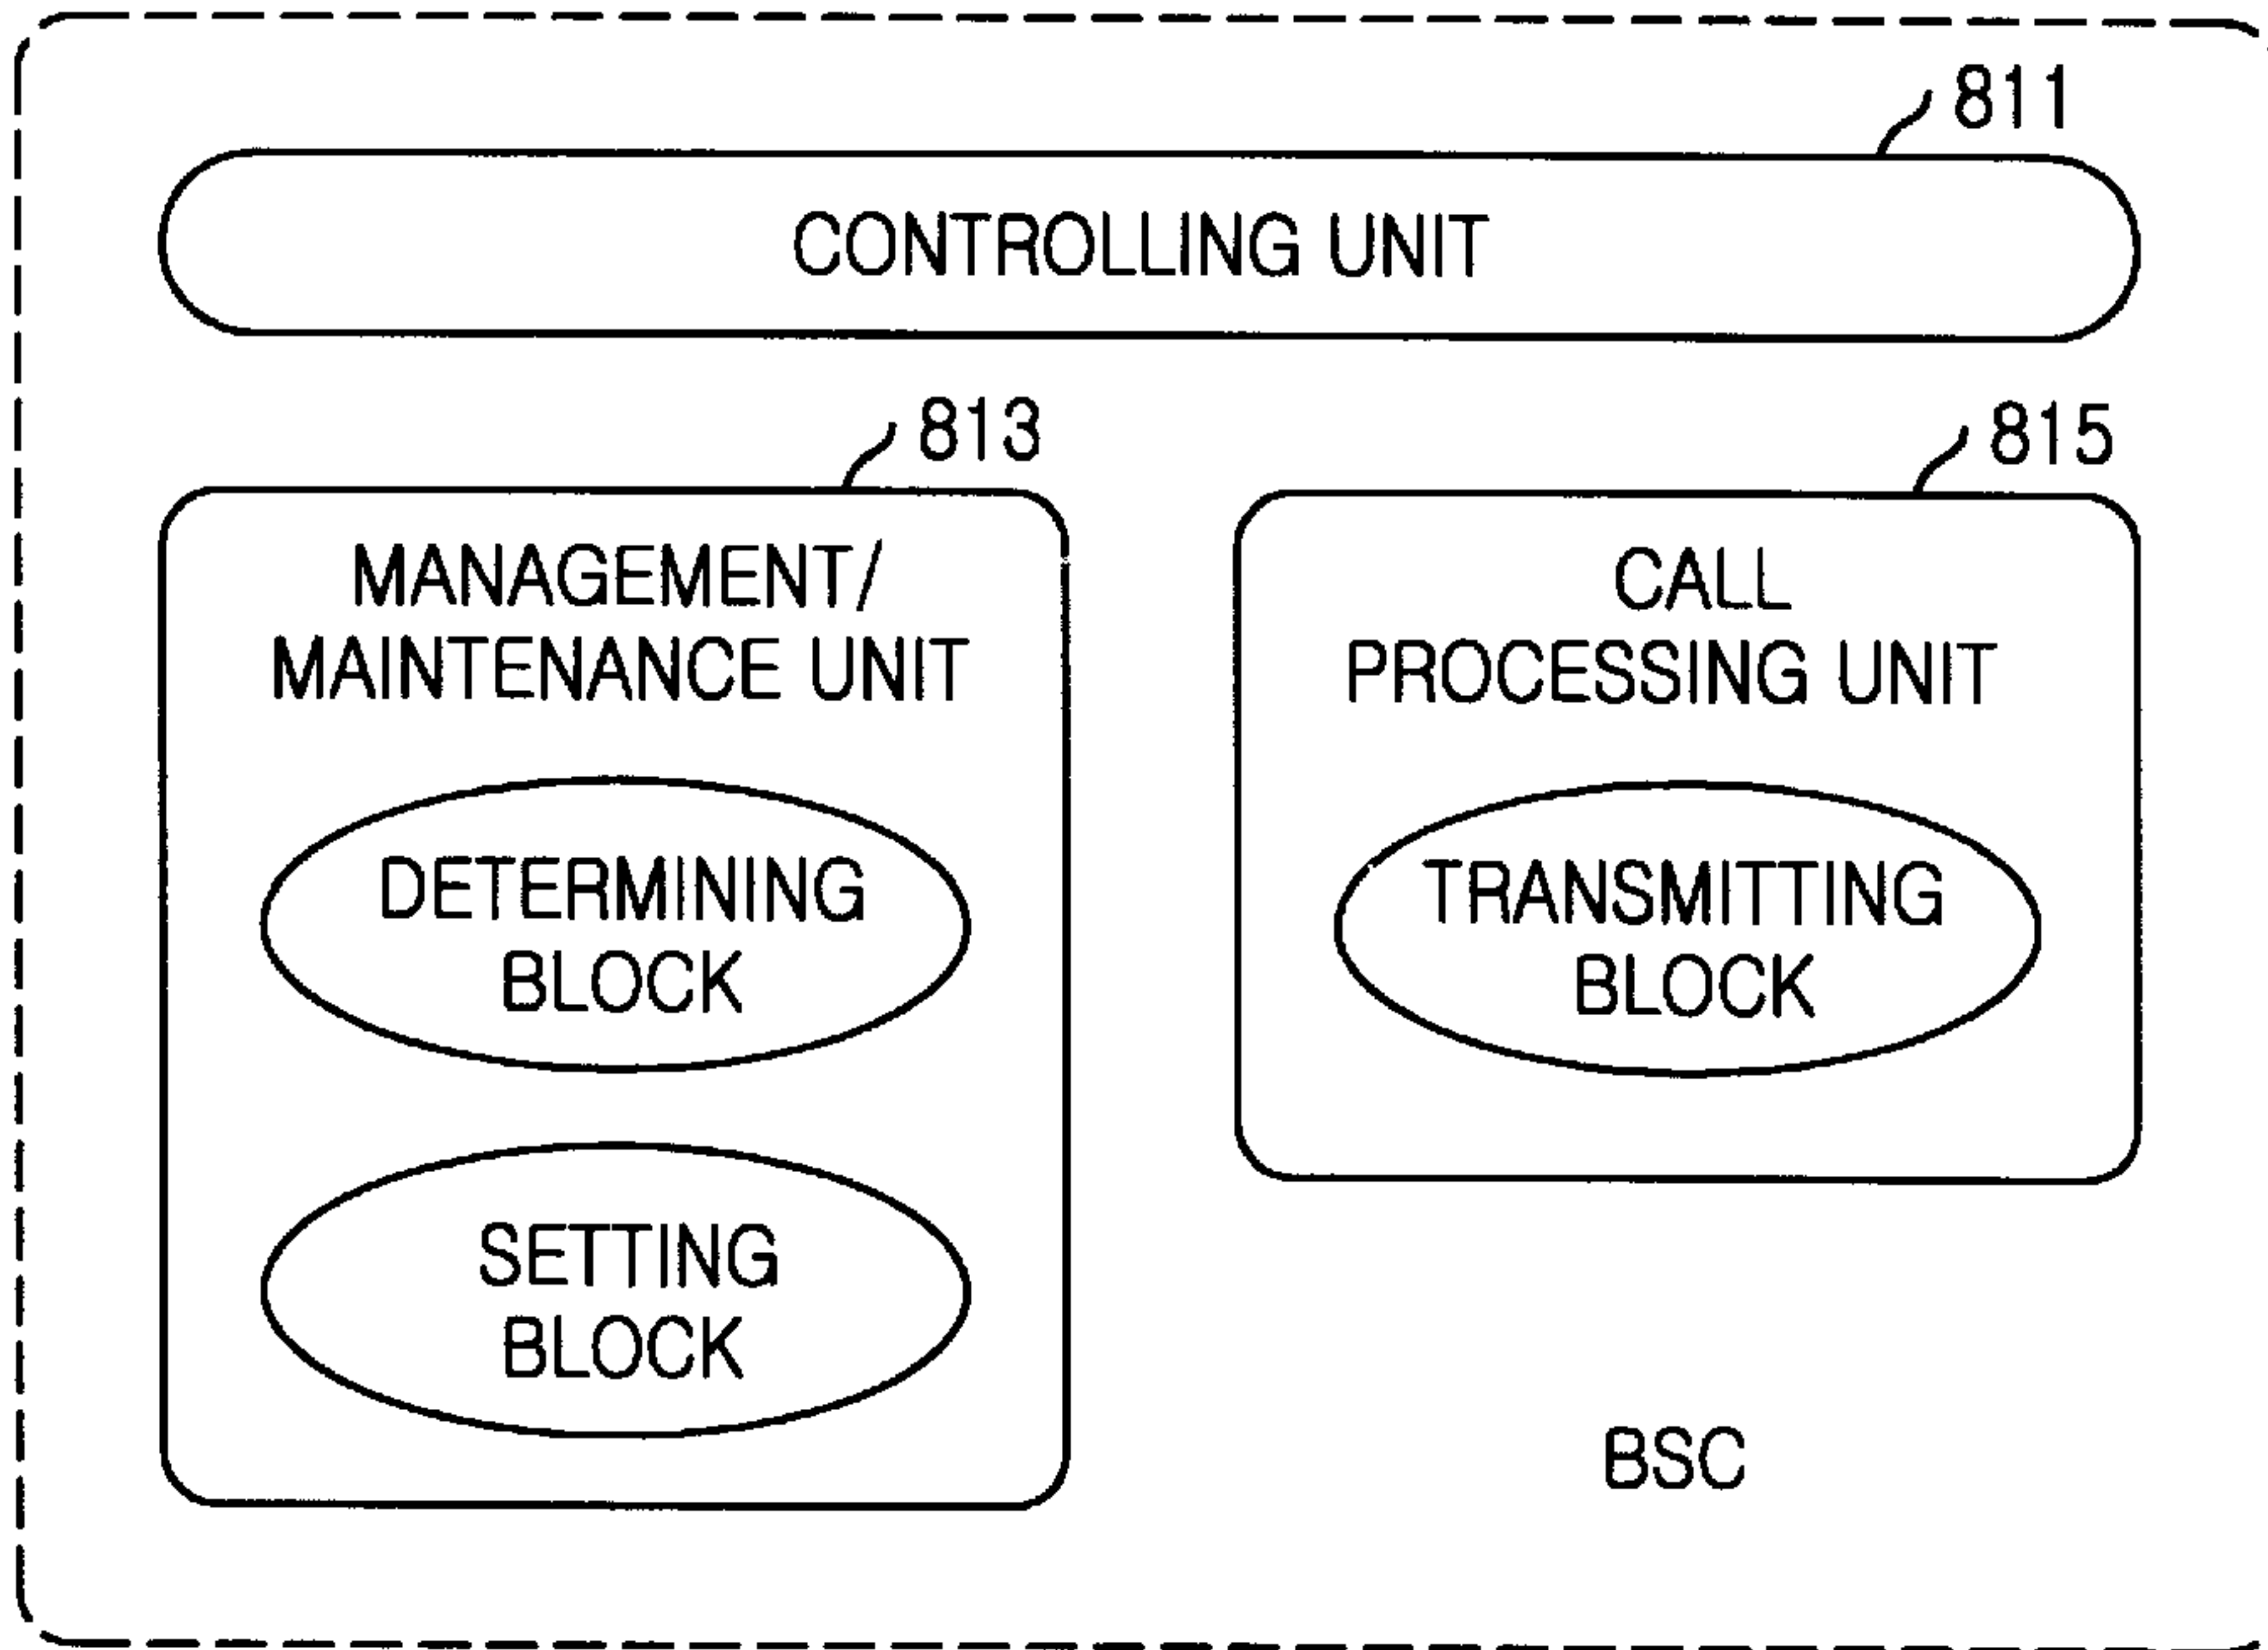 811
CONTROLLING UNIT
813
815
MANAGEMENT/
MAINTENANCE UNIT
CALL
PROCESSING UNIT
DETERMINING
BLOCK
TRANSMITTING
BLOCK
SETTING
BLOCK
BSC